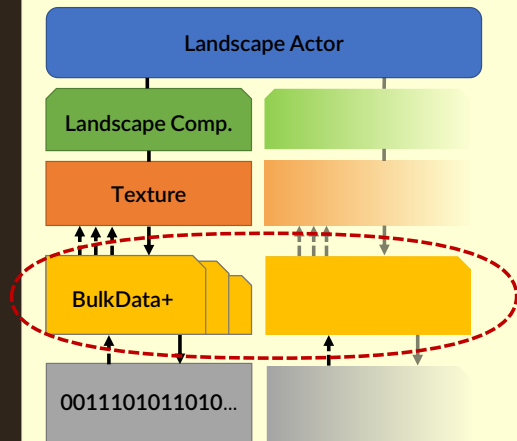 Landscape Actor
Landscape Comp.
Texture
BulkData+
0011101011010...